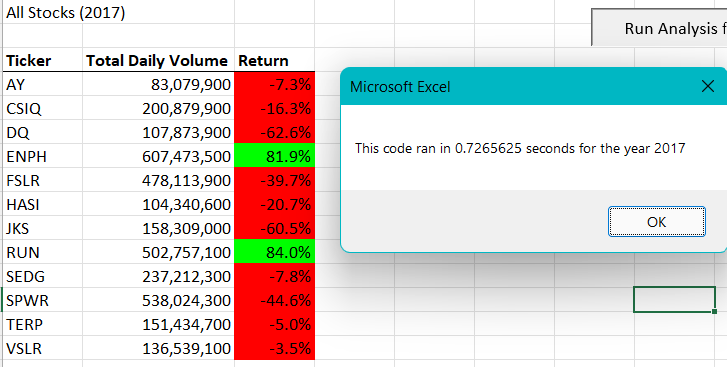 All Stocks (2017)
Run Analysis f
Ticker Total Daily Volume Return
AY 83,079,900 -7.3%
CSIQ 200,879,900 -16.3%
DQ 107,873,900 -62.6%
ENPH 607,473,500 81.9%
FSLR 478,113,900 -39.7%
HASI 104,340,600 -20.7%
JKS 158,309,000 -60.5%
RUN 502,757,100 84.0%
SEDG 237,212,300 -7.8%
SPWR 538,024,300 -44.6%
TERP 151,434,700 -5.0%
VSLR 136,539,100 -3.5%
Microsoft Excel
This code ran in 0.7265625 seconds for the year 2017
OK